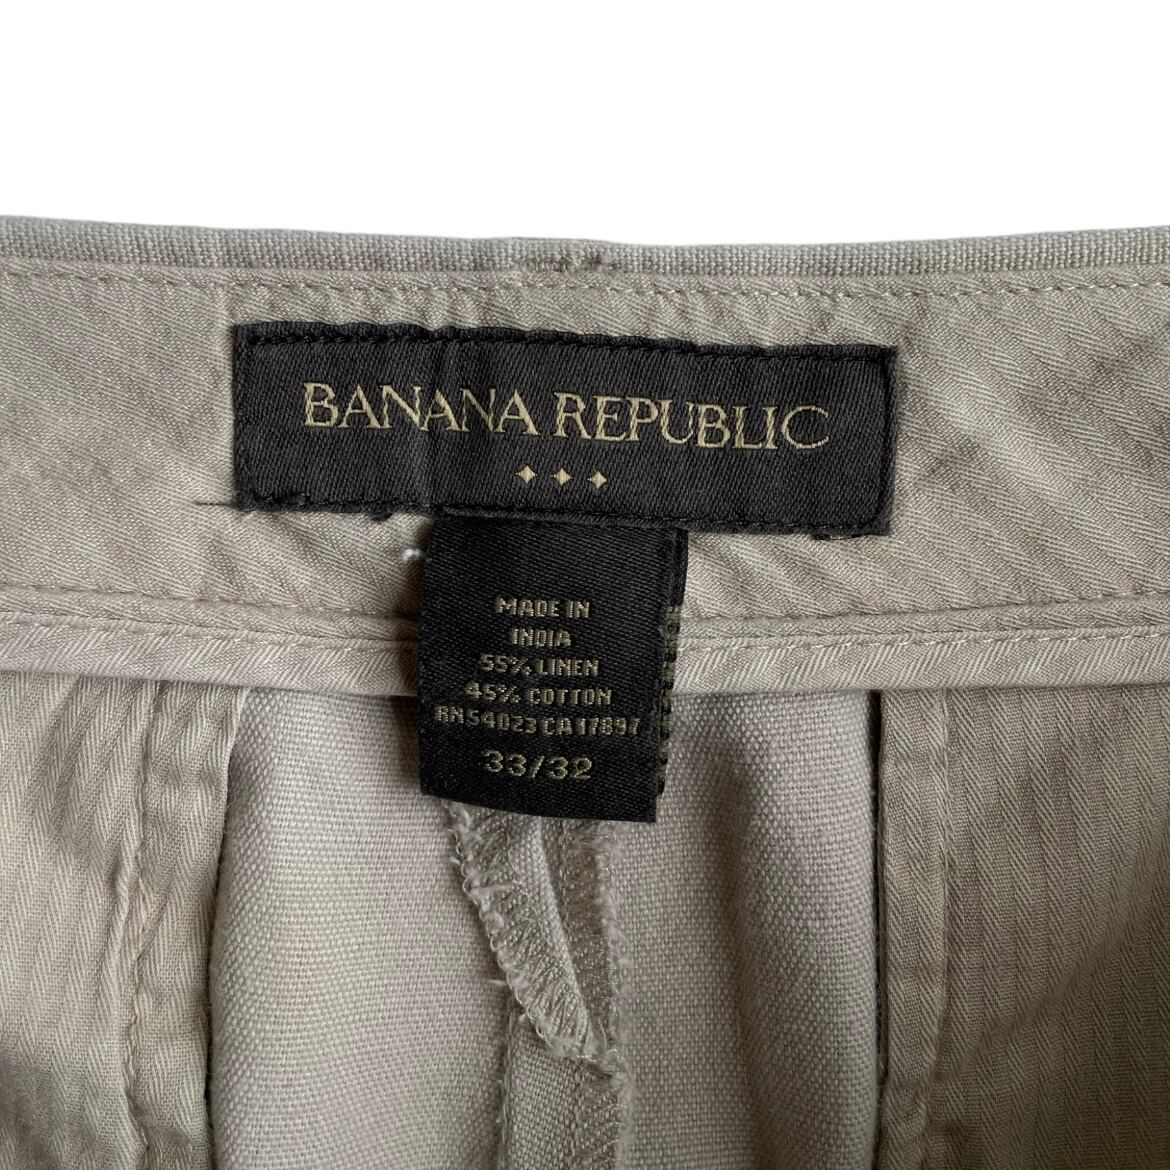 BANANA REPUBLIC
MADE IN
INDIA
55% LINEN
45% COTTON
RN54023 CA17897
33/32